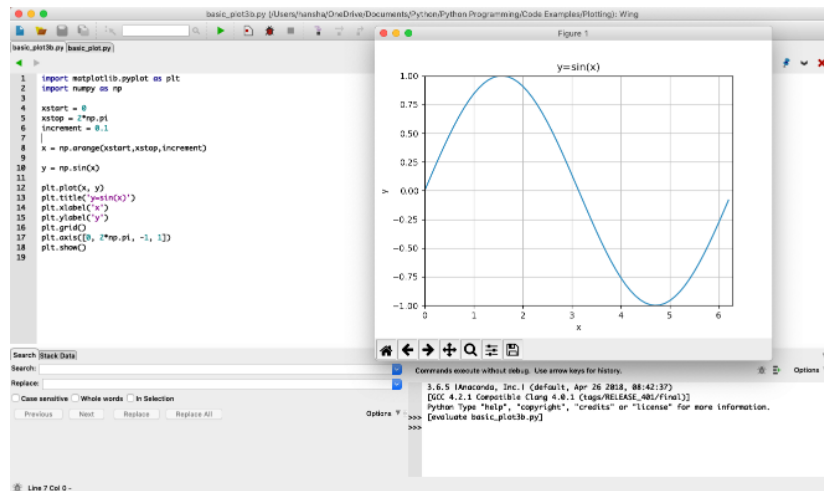 basic_plot3b.py (/Users/hansha/OneDrive/Documents/Python/Python Programming/Code Examples/Plotting): Wing
basic_plot3b.py basic_plot.py
1 import matplotlib.pyplot as plt
2 import numpy as np
3
4 xstart = 0
5 xstop = 2*np.pi
6 increment = 0.1
7
8 x = np.arange(xstart,xstop,increment)
9
10 y = np.sin(x)
11
12 plt.plot(x, y)
13 plt.title('y=sin(x)')
14 plt.xlabel('x')
15 plt.ylabel('y')
16 plt.grid()
17 plt.axis([0, 2*np.pi, -1, 1])
18 plt.show()
19
Figure 1
y=sin(x)
1.00
0.75
0.50
0.25
0.00
−0.25
−0.50
−0.75
−1.00
y
0 1 2 3 4 5 6
x
Search Stack Data
Search:
Replace:
Case sensitive Whole words In Selection
Previous Next Replace Replace All Options
Commands execute without debug. Use arrow keys for history. Options
3.6.5 |Anaconda, Inc.| (default, Apr 26 2018, 08:42:37)
[GCC 4.2.1 Compatible Clang 4.0.1 (tags/RELEASE_401/final)]
Python Type "help", "copyright", "credits" or "license" for more information.
>>> [evaluate basic_plot3b.py]
>>>
Line 7 Col 0 -